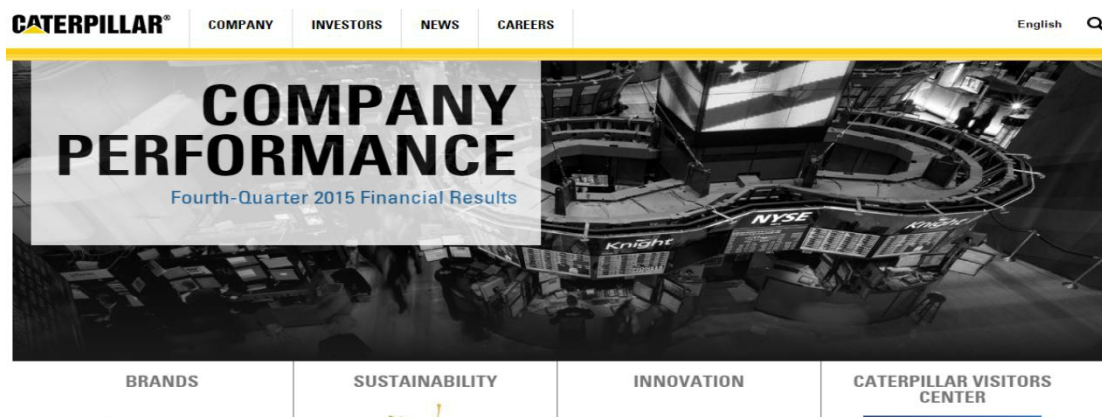 CATERPILLAR®
COMPANY
INVESTORS
NEWS
CAREERS
English
COMPANY
PERFORMANCE
Fourth-Quarter 2015 Financial Results
NYSE
Knight
Knight
BRANDS
SUSTAINABILITY
INNOVATION
CATERPILLAR VISITORS
CENTER